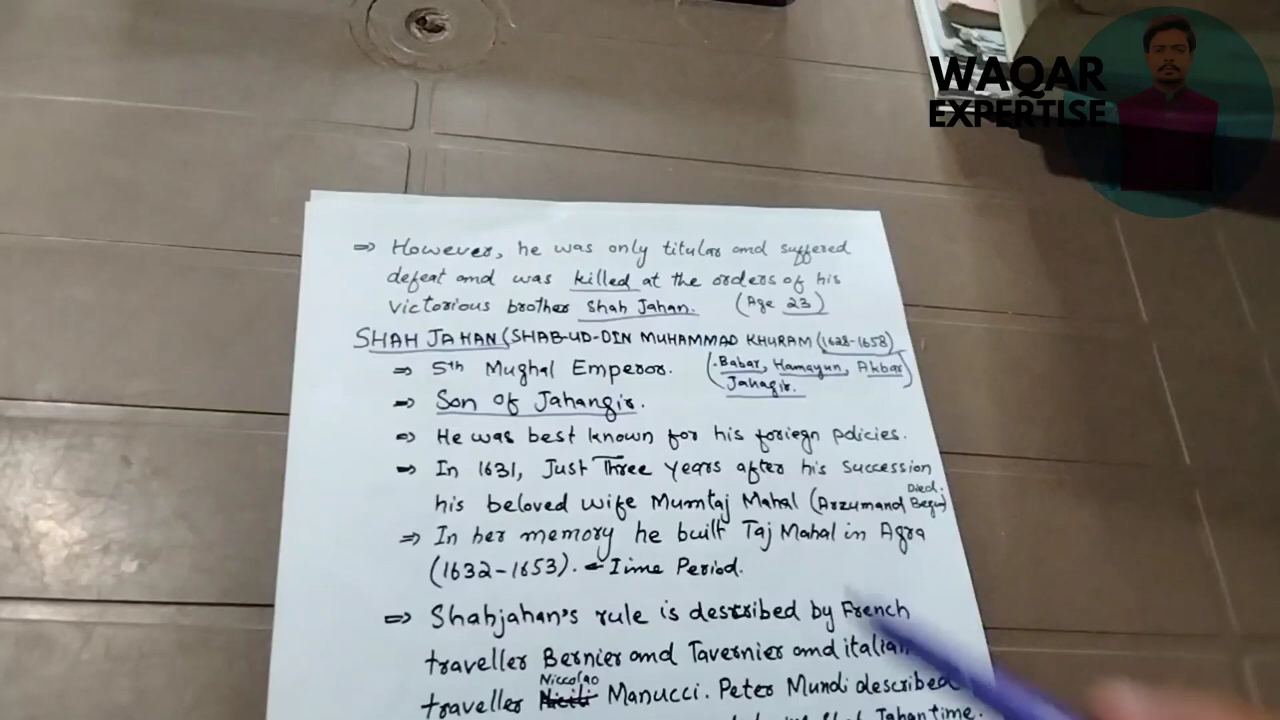 WAQAR
EXPERTISE
⇒ However, he was only titular and suffered
defeat and was killed at the orders of his
victorious brother Shah Jahan. (Age 23)
SHAH JAHAN (SHAB-UD-DIN MUHAMMAD KHURAM (1628-1658)
⇒ 5th Mughal Emperor. (Babar, Hamayun, Akbar
Jahagir.)
⇒ Son of Jahangir.
⇒ He was best known for his foriegn policies.
⇒ In 1631, Just Three years after his Succession
his beloved wife Mumtaj Mahal (Arzumand Begum) Died.
⇒ In her memory he built Taj Mahal in Agra
(1632-1653). ← Time Period.
⇒ Shahjahan's rule is described by French
traveller Bernier and Tavernier and italian
traveller Niccolao Manucci. Peter Mundi described
Jahan time.